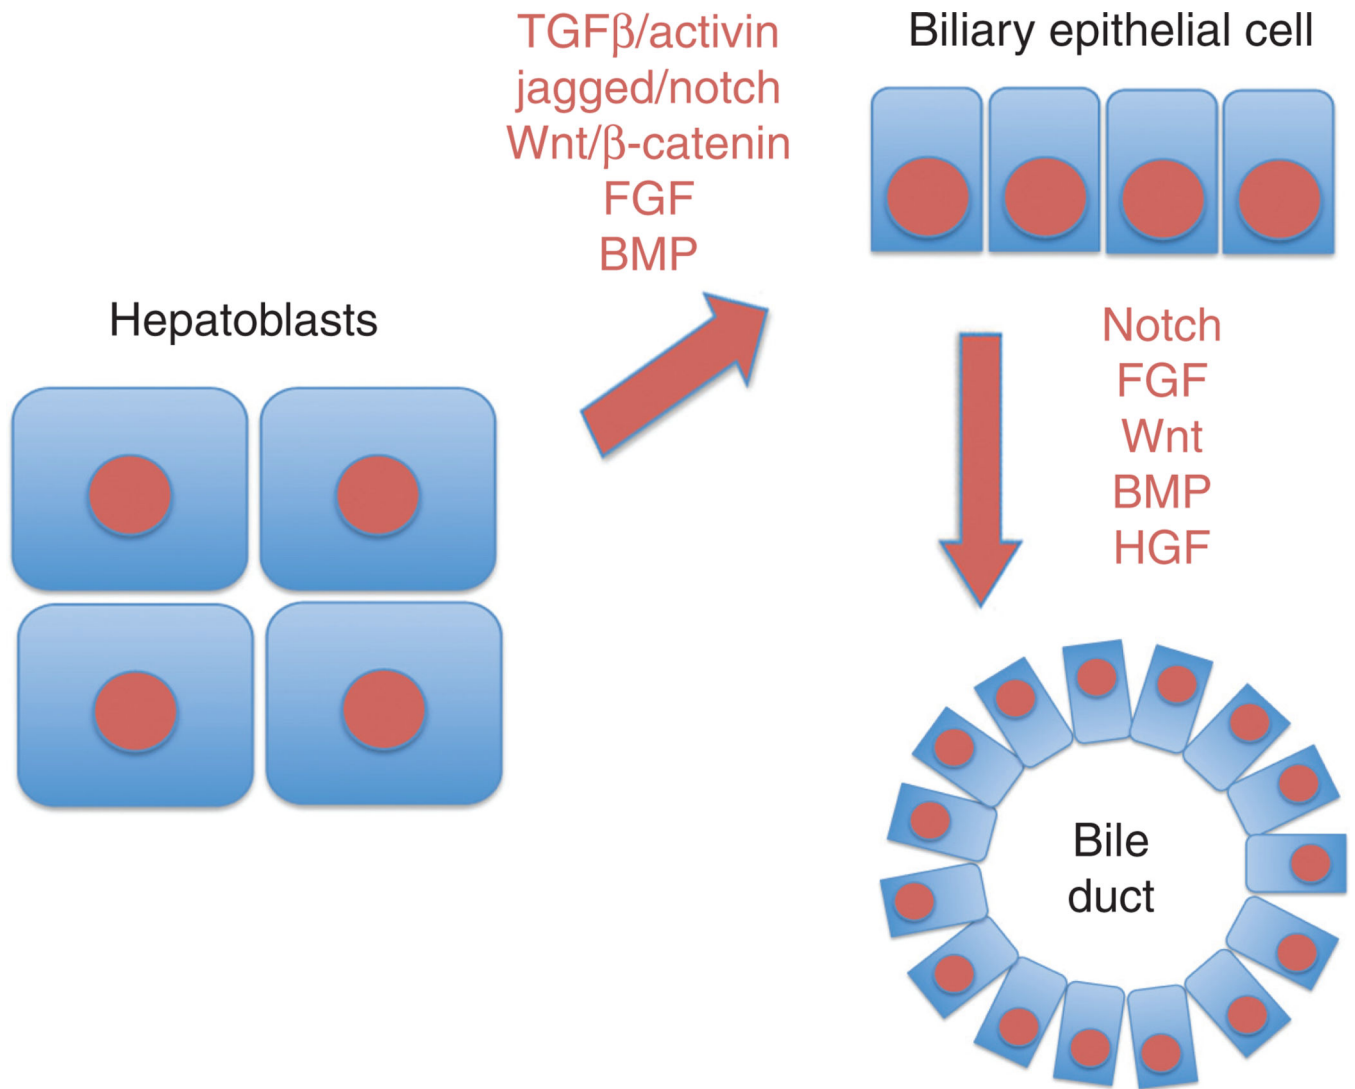 Hepatoblasts
TGFβ/activin
jagged/notch
Wnt/β-catenin
FGF
BMP
Biliary epithelial cell
Notch
FGF
Wnt
BMP
HGF
Bile
duct